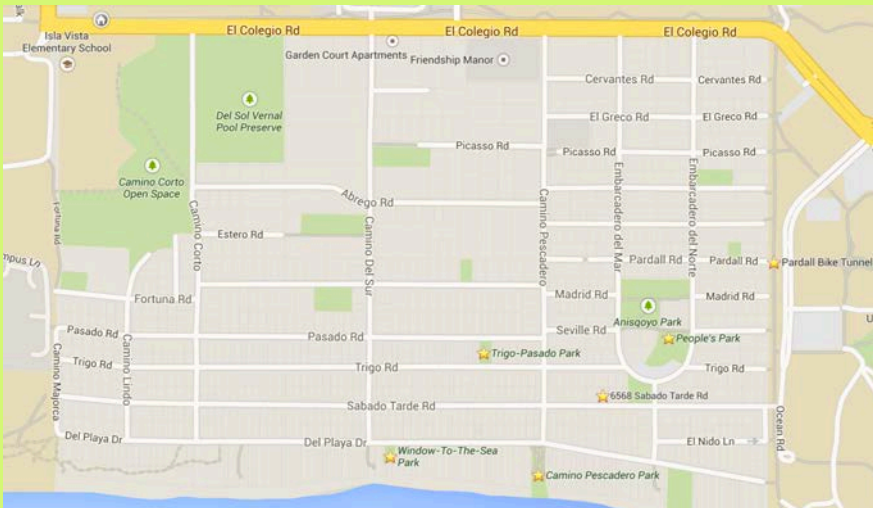 El Colegio Rd
El Colegio Rd
El Colegio Rd
Isla Vista
Elementary School
Garden Court Apartments
Friendship Manor
Cervantes Rd
Cervantes Rd
Del Sol Vernal
Pool Preserve
El Greco Rd
El Greco Rd
Picasso Rd
Picasso Rd
Picasso Rd
Camino Corto
Open Space
Abrego Rd
Fortuna Rd
Camino Corto
Camino Del Sur
Camino Pescadero
Embarcadero del Mar
Embarcadero del Norte
Estero Rd
Pardall Rd
Pardall Rd
Pardall Bike Tunnel
Fortuna Rd
Madrid Rd
Madrid Rd
Anisqoyo Park
Pasado Rd
Pasado Rd
Seville Rd
People's Park
Trigo-Pasado Park
Camino Majorca
Camino Lindo
Trigo Rd
Trigo Rd
Trigo Rd
6568 Sabado Tarde Rd
Sabado Tarde Rd
Ocean Rd
Del Playa Dr
Del Playa Dr
El Nido Ln
Window-To-The-Sea
Park
Camino Pescadero Park